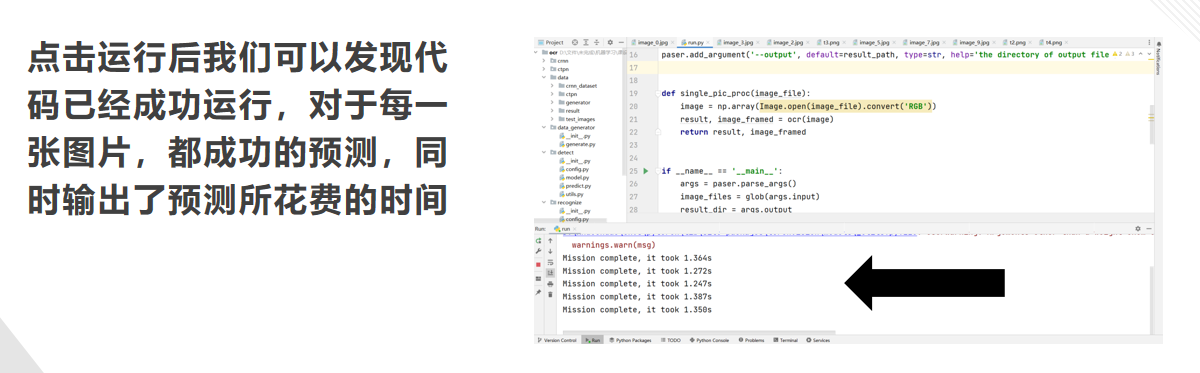 点击运行后我们可以发现代
码已经成功运行，对于每一
张图片，都成功的预测，同
时输出了预测所花费的时间
Project
image_0.jpg
run.py
image_3.jpg
image_2.jpg
t3.png
image_5.jpg
image_7.jpg
image_9.jpg
t2.png
t4.png
ocr
crnn
ctpn
data
crnn_dataset
ctpn
generator
result
test_images
data_generator
__init__.py
generate.py
detect
__init__.py
config.py
model.py
predict.py
utils.py
recognize
__init__.py
config.py
16 paser.add_argument('--output', default=result_path, type=str, help='the directory of output file
17
18
19 def single_pic_proc(image_file):
20 image = np.array(Image.open(image_file).convert('RGB'))
21 result, image_framed = ocr(image)
22 return result, image_framed
23
24
25 if __name__ == '__main__':
26 args = paser.parse_args()
27 image_files = glob(args.input)
28 result_dir = args.output
Notifications
Run: run
warnings.warn(msg)
Mission complete, it took 1.364s
Mission complete, it took 1.272s
Mission complete, it took 1.247s
Mission complete, it took 1.387s
Mission complete, it took 1.350s
Version Control Run Python Packages TODO Python Console Problems Terminal Services